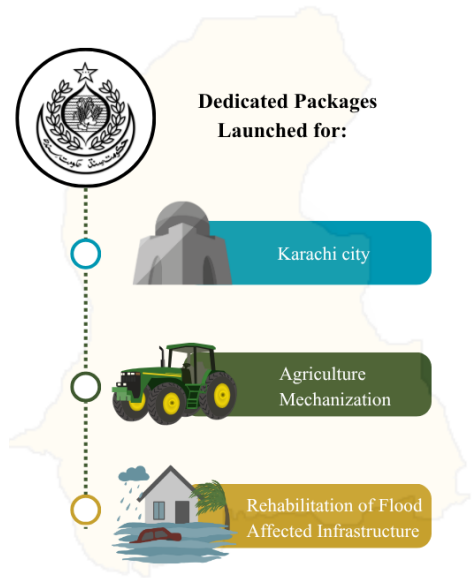 Dedicated Packages
Launched for:
Karachi city
Agriculture
Mechanization
Rehabilitation of Flood
Affected Infrastructure